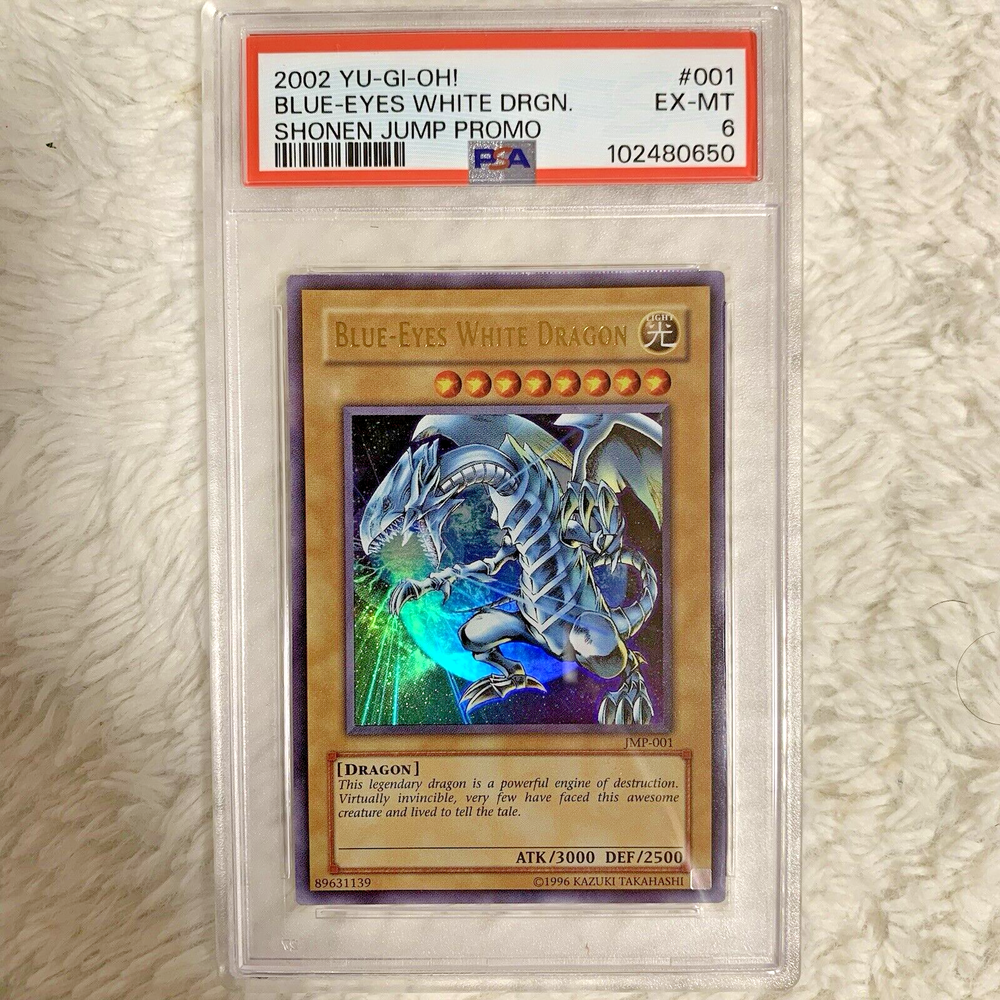 2002 YU-GI-OH! #001
BLUE-EYES WHITE DRGN. EX-MT
SHONEN JUMP PROMO 6
PSA 102480650
BLUE-EYES WHITE DRAGON LIGHT 光
JMP-001
[DRAGON]
This legendary dragon is a powerful engine of destruction.
Virtually invincible, very few have faced this awesome
creature and lived to tell the tale.
ATK/3000 DEF/2500
89631139 ©1996 KAZUKI TAKAHASHI